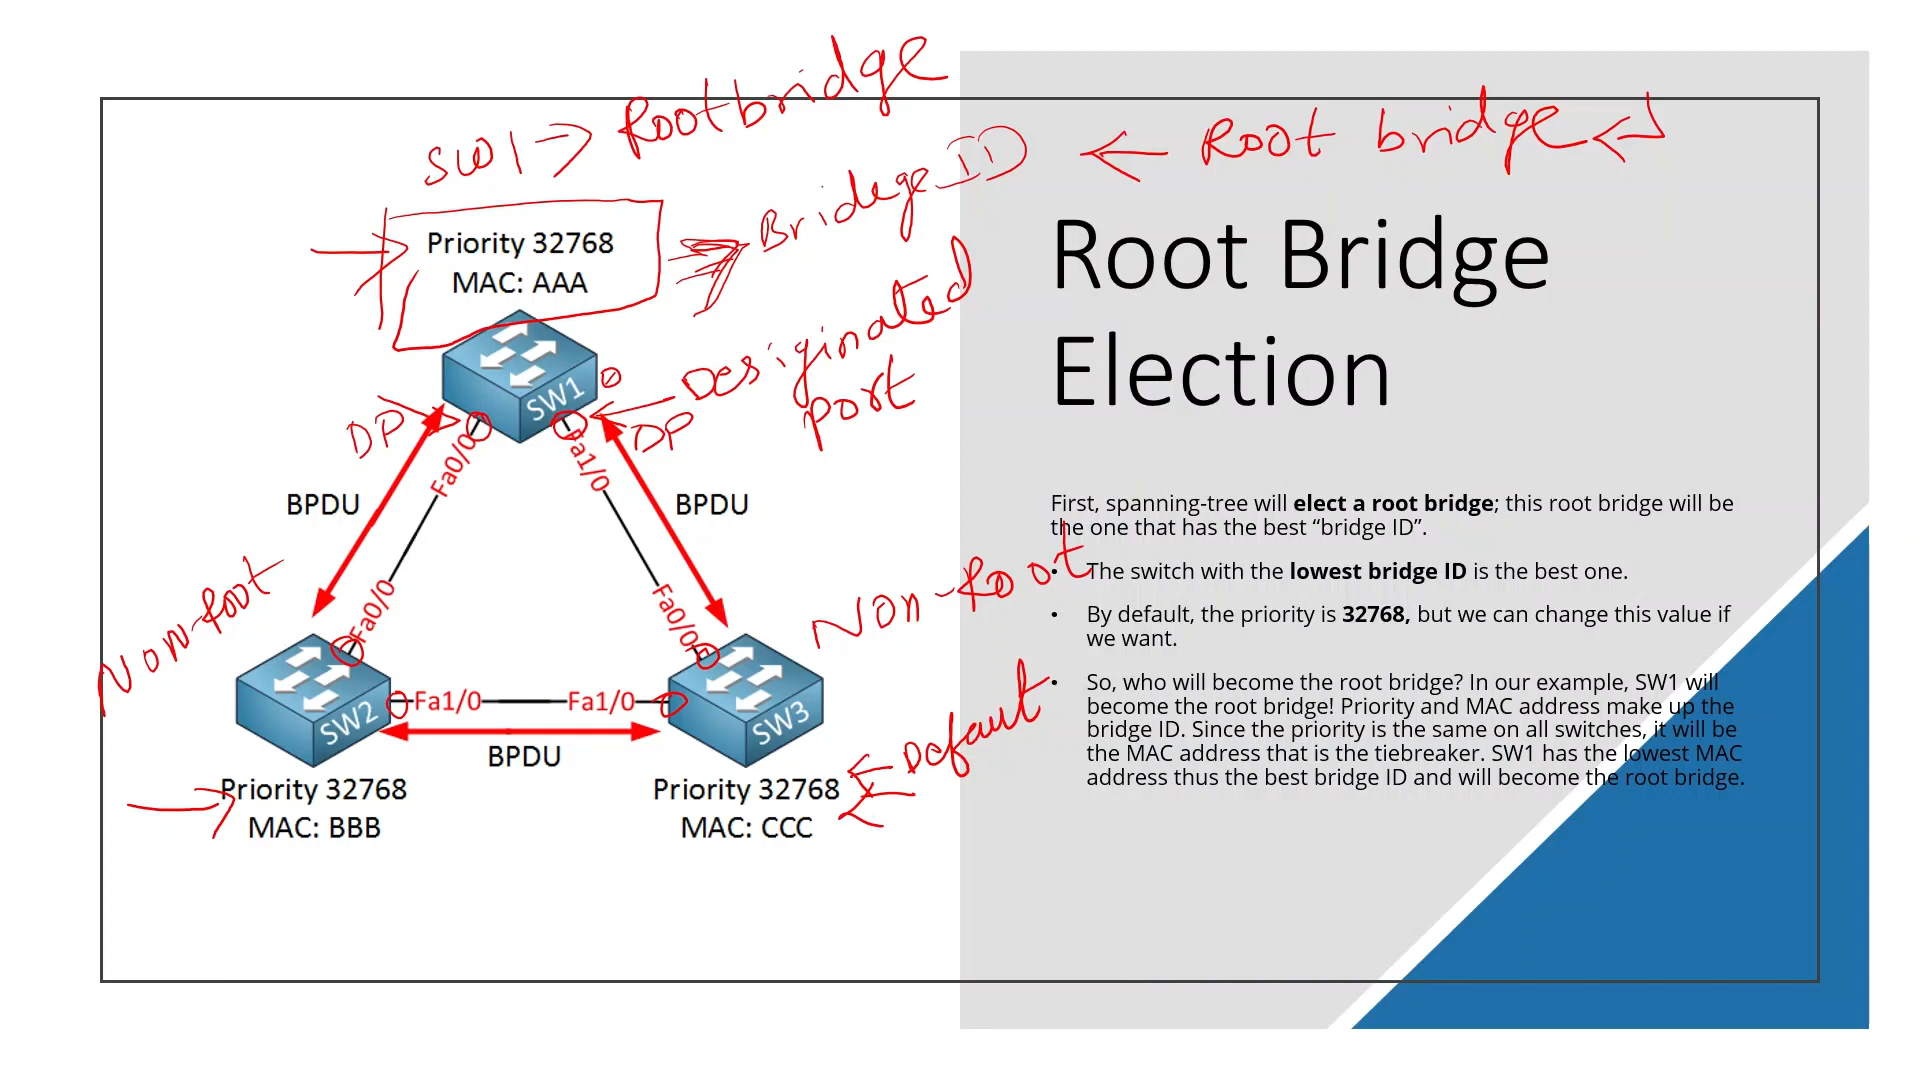 SW1 → Rootbridge
Bridege ID ← Root bridge
Priority 32768
MAC: AAA
Root Bridge
Election
Desiginated
port
SW1
DP
DP
Fa0/0
Fa1/0
BPDU
BPDU
First, spanning-tree will elect a root bridge; this root bridge will be
the one that has the best “bridge ID”.
Non-Root
Non-Root
• The switch with the lowest bridge ID is the best one.
• By default, the priority is 32768, but we can change this value if
we want.
Fa0/0
Fa0/0
SW2
Fa1/0
Fa1/0
SW3
BPDU
Defaut
Priority 32768
MAC: BBB
Priority 32768
MAC: CCC
• So, who will become the root bridge? In our example, SW1 will
become the root bridge! Priority and MAC address make up the
bridge ID. Since the priority is the same on all switches, it will be
the MAC address that is the tiebreaker. SW1 has the lowest MAC
address thus the best bridge ID and will become the root bridge.